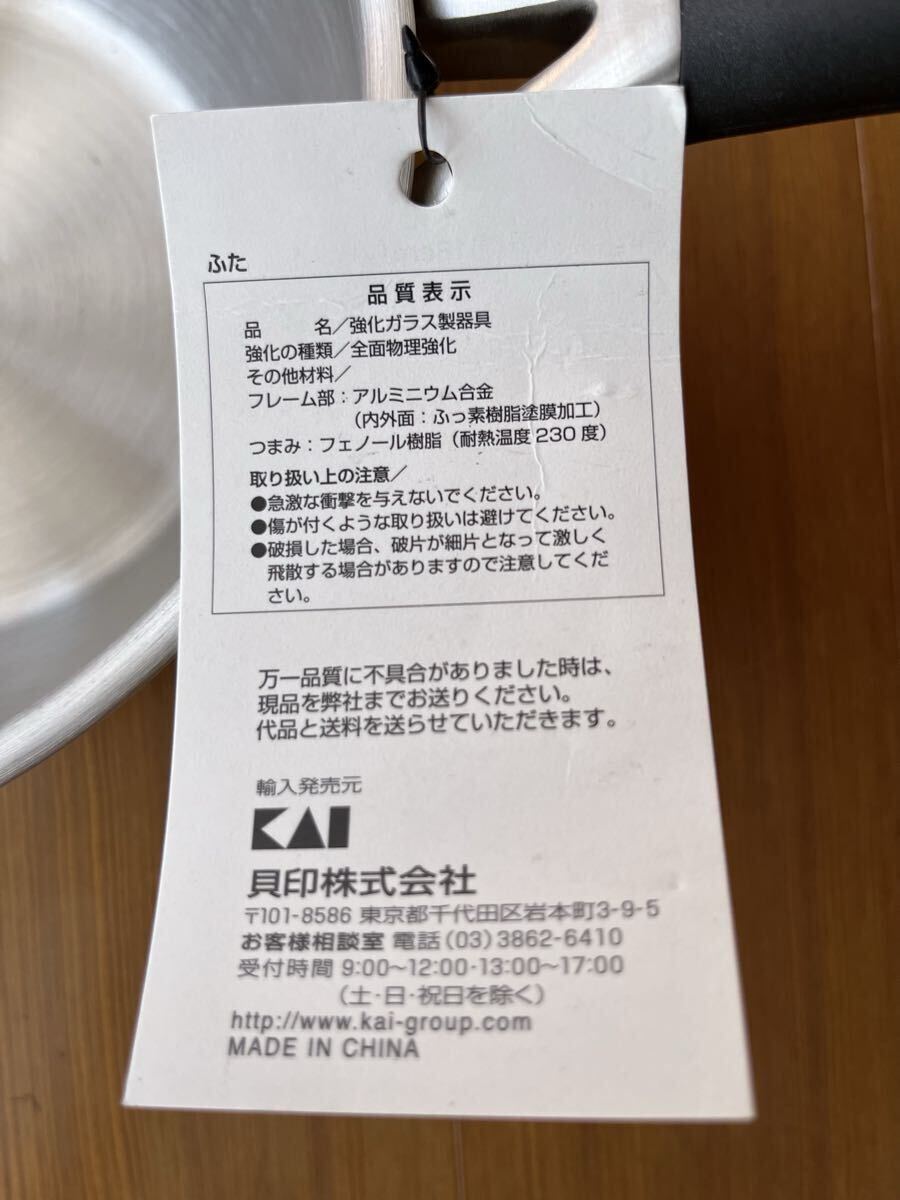 ふた
品質表示
品　　　名／強化ガラス製器具
強化の種類／全面物理強化
その他材料／
フレーム部：アルミニウム合金
（内外面：ふっ素樹脂塗膜加工）
つまみ：フェノール樹脂（耐熱温度230度）
取り扱い上の注意／
●急激な衝撃を与えないでください。
●傷が付くような取り扱いは避けてください。
●破損した場合、破片が細片となって激しく
飛散する場合がありますので注意してくだ
さい。
万一品質に不具合がありました時は、
現品を弊社までお送りください。
代品と送料を送らせていただきます。
輸入発売元
KAI
貝印株式会社
〒101-8586 東京都千代田区岩本町3-9-5
お客様相談室 電話(03)3862-6410
受付時間 9:00〜12:00・13:00〜17:00
（土・日・祝日を除く）
http://www.kai-group.com
MADE IN CHINA